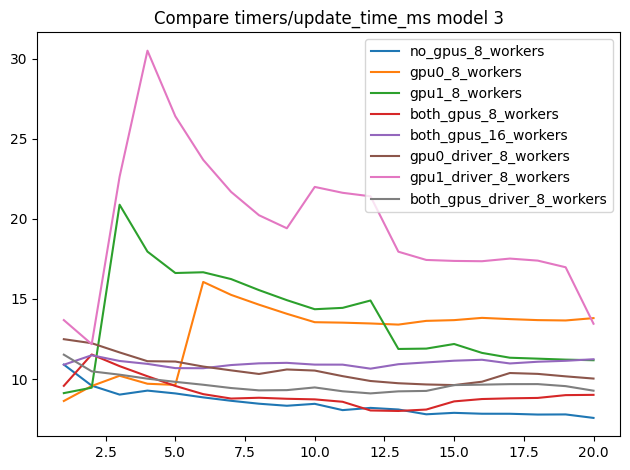 Compare timers/update_time_ms model 3
no_gpus_8_workers
gpu0_8_workers
gpu1_8_workers
both_gpus_8_workers
both_gpus_16_workers
gpu0_driver_8_workers
gpu1_driver_8_workers
both_gpus_driver_8_workers
30
25
20
15
10
2.5 5.0 7.5 10.0 12.5 15.0 17.5 20.0